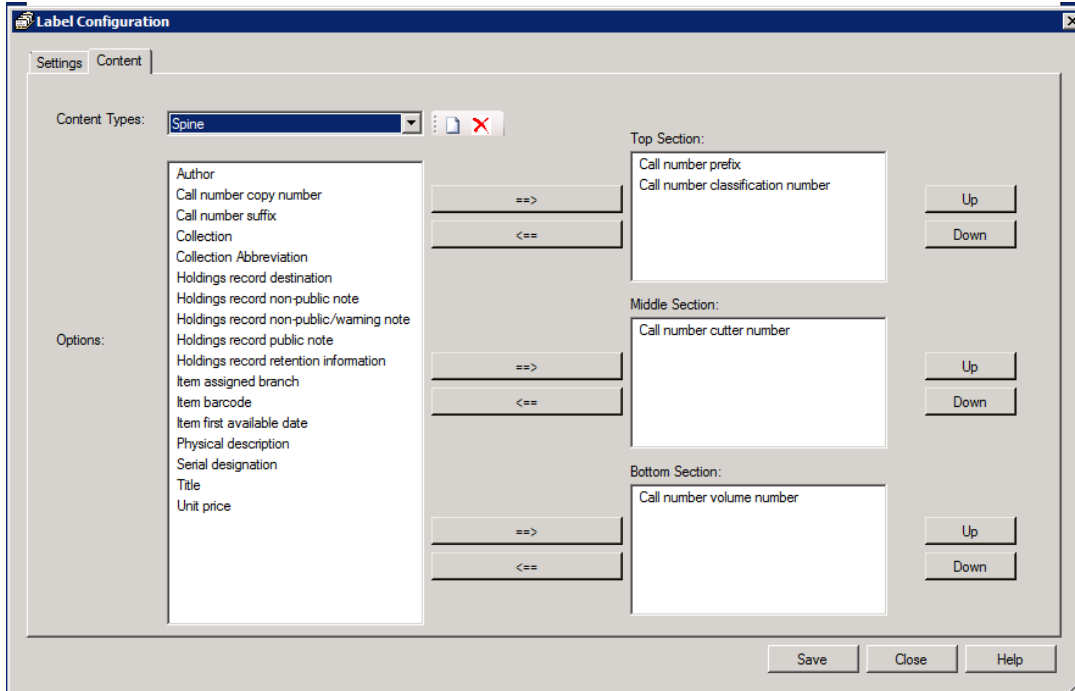 Label Configuration
Settings
Content
Content Types:
Spine
Options:
Author
Call number copy number
Call number suffix
Collection
Collection Abbreviation
Holdings record destination
Holdings record non-public note
Holdings record non-public/warning note
Holdings record public note
Holdings record retention information
Item assigned branch
Item barcode
Item first available date
Physical description
Serial designation
Title
Unit price
==>
<==
Top Section:
Call number prefix
Call number classification number
Up
Down
==>
<==
Middle Section:
Call number cutter number
Up
Down
==>
<==
Bottom Section:
Call number volume number
Up
Down
Save
Close
Help